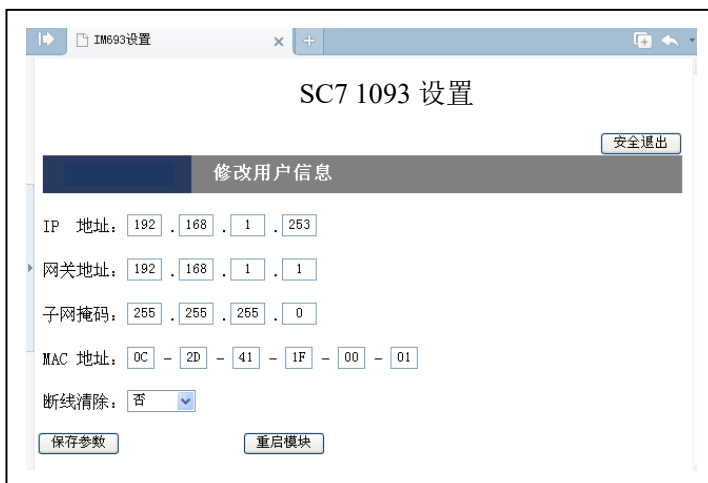 IM693设置
SC7 1093 设置
安全退出
修改用户信息
IP 地址: 192 . 168 . 1 . 253
网关地址: 192 . 168 . 1 . 1
子网掩码: 255 . 255 . 255 . 0
MAC 地址: 0C - 2D - 41 - 1F - 00 - 01
断线清除: 否
保存参数 重启模块